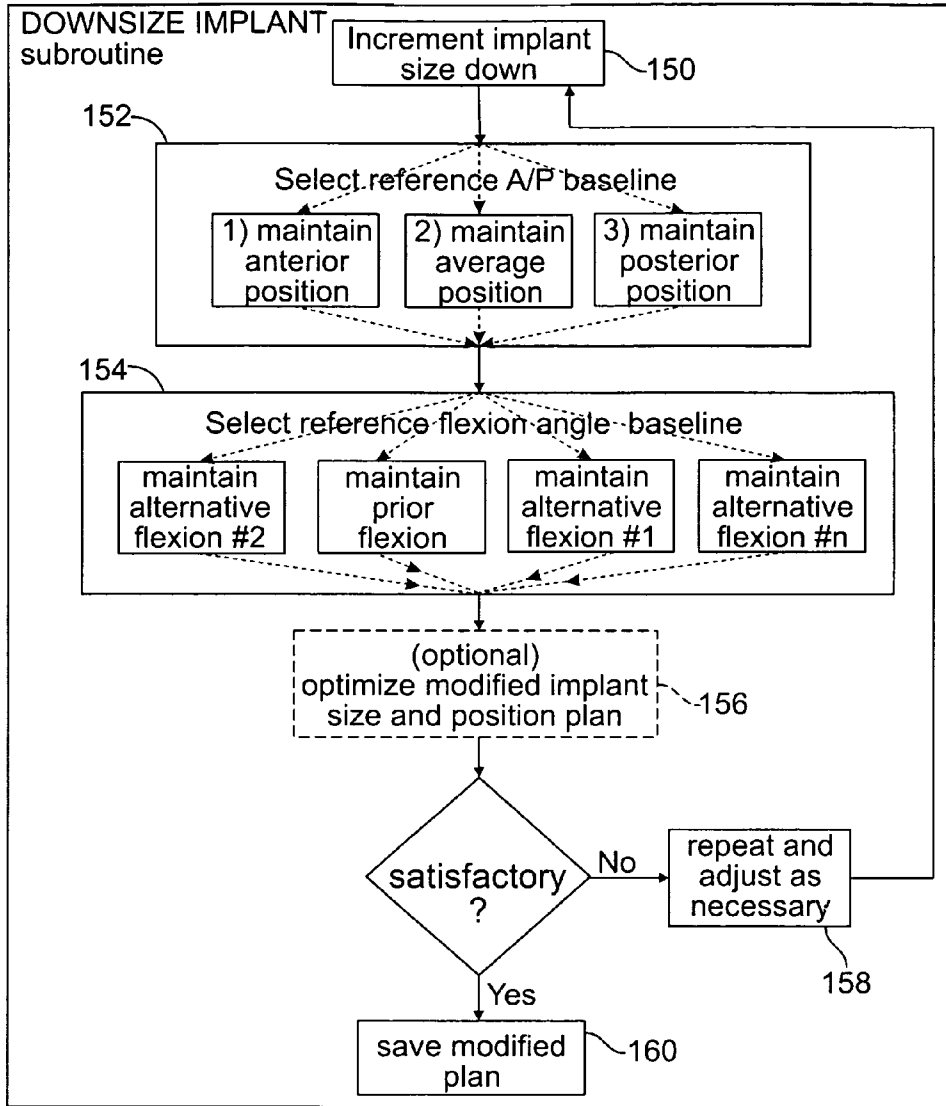 DOWNSIZE IMPLANT
subroutine
Increment implant
size down
150
152
Select reference A/P baseline
1) maintain
anterior
position
2) maintain
average
position
3) maintain
posterior
position
154
Select reference flexion angle baseline
maintain
alternative
flexion #2
maintain
prior
flexion
maintain
alternative
flexion #1
maintain
alternative
flexion #n
(optional)
optimize modified implant
size and position plan
156
satisfactory
?
No
repeat and
adjust as
necessary
158
Yes
save modified
plan
160